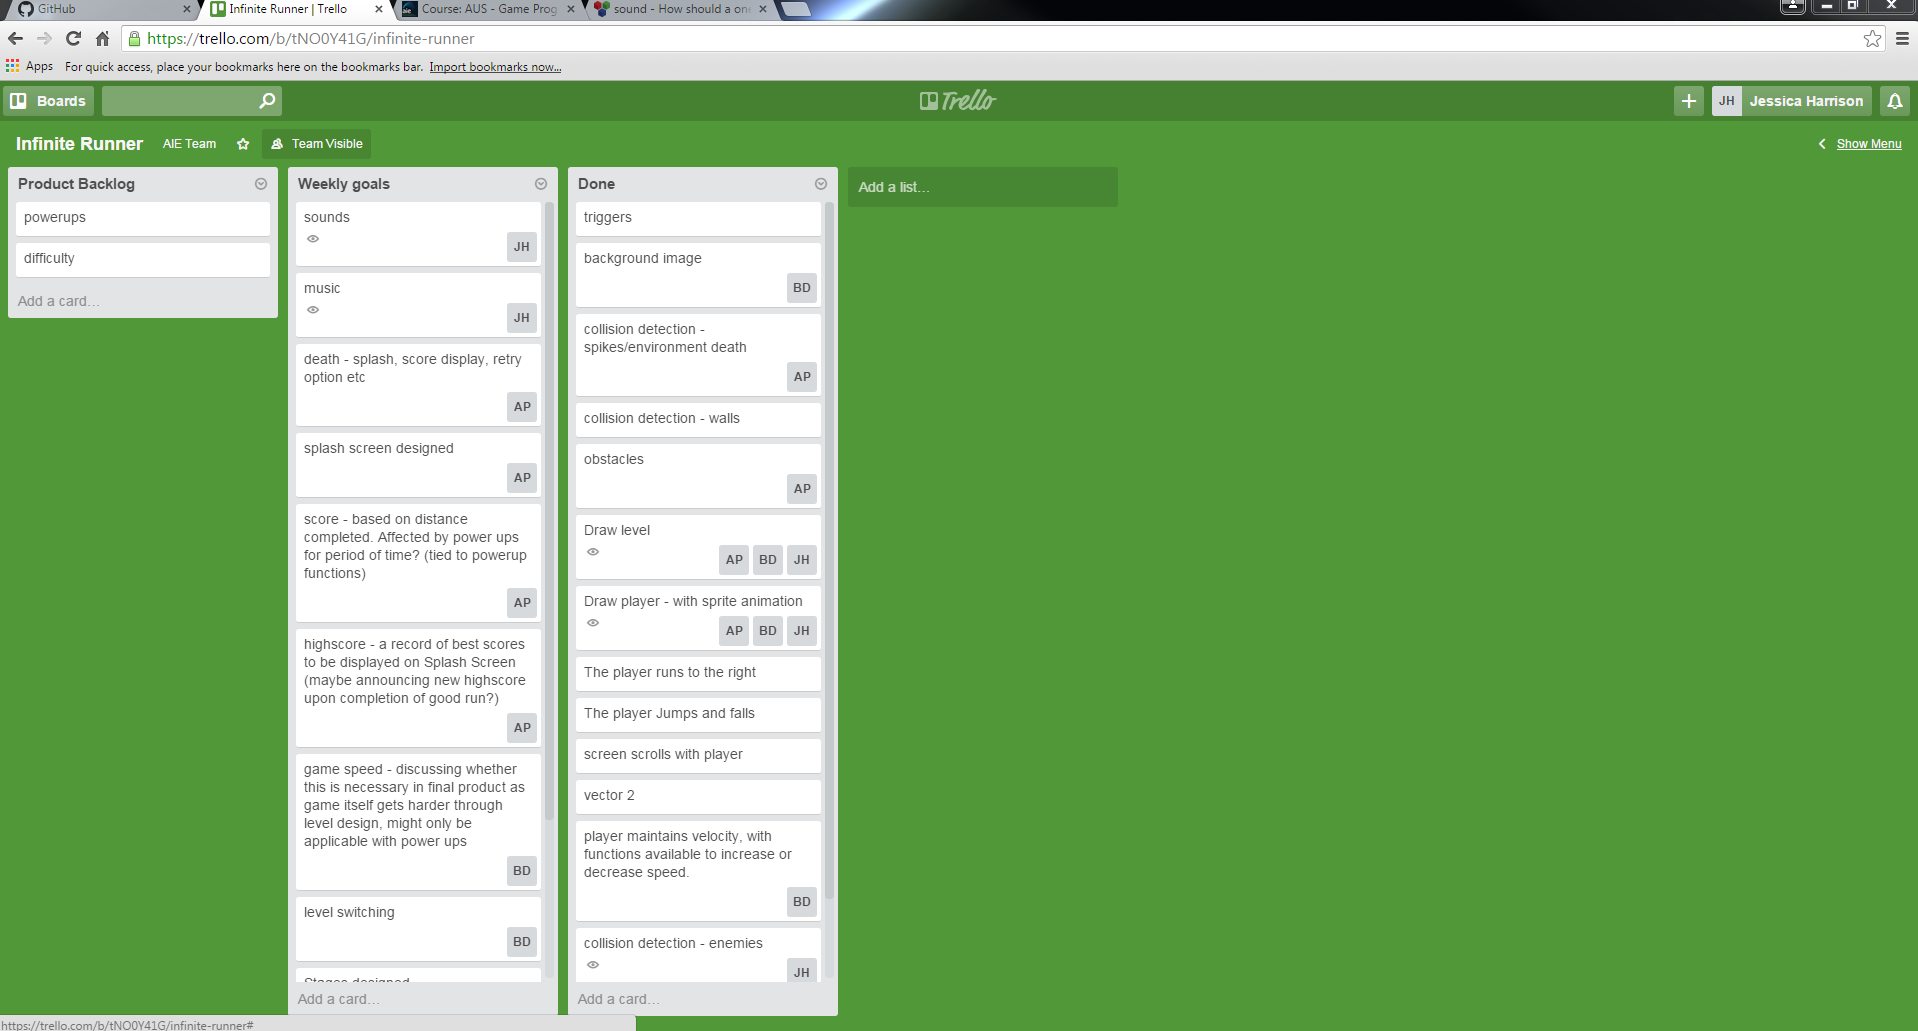 GitHub
Infinite Runner | Trello
Course: AUS - Game Prog
sound - How should a one
https://trello.com/b/tNO0Y41G/infinite-runner
Apps
For quick access, place your bookmarks here on the bookmarks bar. Import bookmarks now...
Boards
Trello
JH
Jessica Harrison
Infinite Runner
AIE Team
Team Visible
Show Menu
Product Backlog
powerups
difficulty
Add a card...
Weekly goals
sounds
JH
music
JH
death - splash, score display, retry
option etc
AP
splash screen designed
AP
score - based on distance
completed. Affected by power ups
for period of time? (tied to powerup
functions)
AP
highscore - a record of best scores
to be displayed on Splash Screen
(maybe announcing new highscore
upon completion of good run?)
AP
game speed - discussing whether
this is necessary in final product as
game itself gets harder through
level design, might only be
applicable with power ups
BD
level switching
BD
Stages designed
Add a card...
Done
triggers
background image
BD
collision detection -
spikes/environment death
AP
collision detection - walls
obstacles
AP
Draw level
AP BD JH
Draw player - with sprite animation
AP BD JH
The player runs to the right
The player Jumps and falls
screen scrolls with player
vector 2
player maintains velocity, with
functions available to increase or
decrease speed.
BD
collision detection - enemies
JH
Add a card...
Add a list...
https://trello.com/b/tNO0Y41G/infinite-runner#